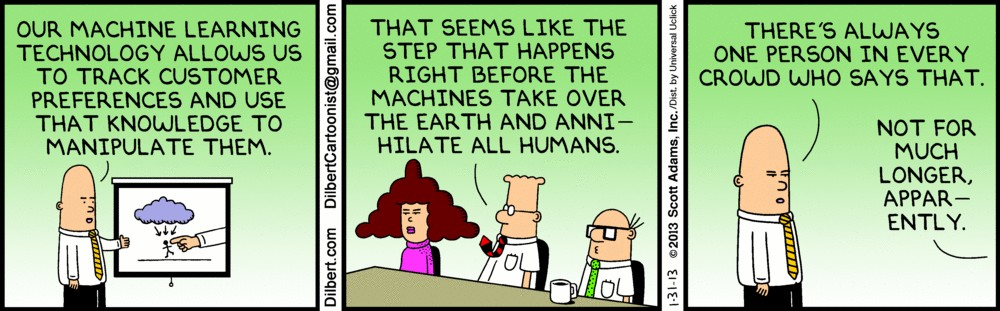 OUR MACHINE LEARNING
TECHNOLOGY ALLOWS US
TO TRACK CUSTOMER
PREFERENCES AND USE
THAT KNOWLEDGE TO
MANIPULATE THEM.
Dilbert.com DilbertCartoonist@gmail.com
THAT SEEMS LIKE THE
STEP THAT HAPPENS
RIGHT BEFORE THE
MACHINES TAKE OVER
THE EARTH AND ANNI-
HILATE ALL HUMANS.
1-31-13 ©2013 Scott Adams, Inc./Dist. by Universal Uclick
THERE'S ALWAYS
ONE PERSON IN EVERY
CROWD WHO SAYS THAT.
NOT FOR
MUCH
LONGER,
APPAR-
ENTLY.